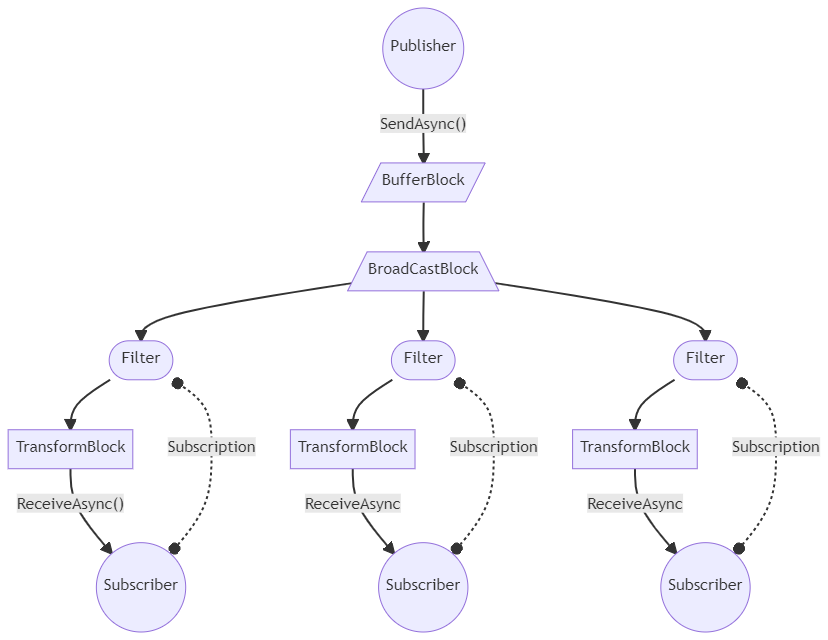 Publisher
SendAsync()
BufferBlock
BroadCastBlock
Filter
Filter
Filter
TransformBlock
Subscription
TransformBlock
Subscription
TransformBlock
Subscription
ReceiveAsync()
ReceiveAsync
ReceiveAsync
Subscriber
Subscriber
Subscriber